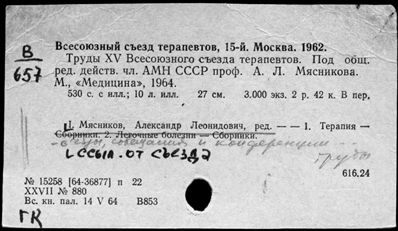 В
657
Всесоюзный съезд терапевтов, 15-й. Москва. 1962.
Труды XV Всесоюзного съезда терапевтов. Под общ.
ред. действ. чл. АМН СССР проф. А. Л. Мясникова.
М., «Медицина», 1964.
530 с. с илл.; 10 л. илл. 27 см. 3.000 экз. 2 р. 42 к. В пер.
I. Мясников, Александр Леонидович, ред. — — 1. Терапия —
Сборники. 2. Легочные болезни — Сборники.
- съезды, совещания и конференции -
труды
ссыл. от съезда
616.24
№ 15258 [64-36877] п 22
XXVII № 880
Вс. кн. пал. 14 V 64 В853
ГК